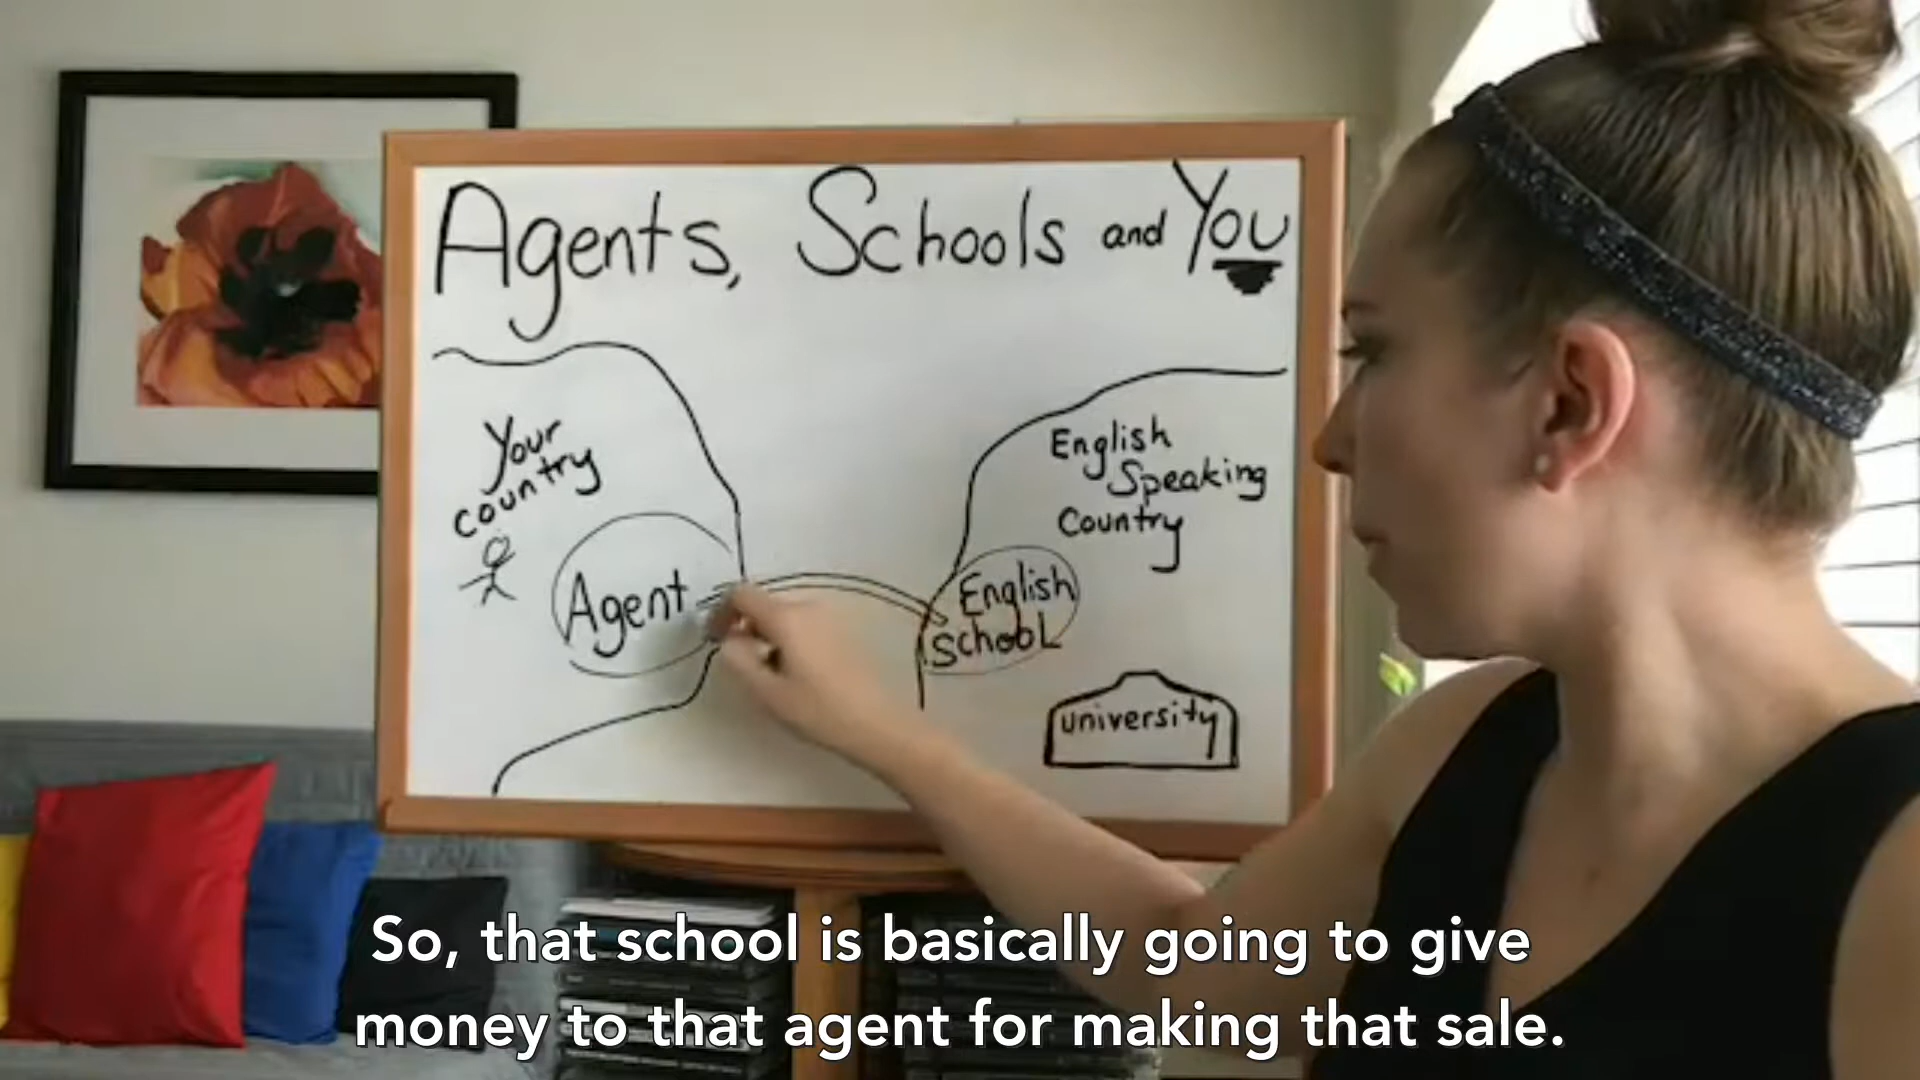 Agents, Schools and You
Your
country
Agent
English
Speaking
Country
English
School
university
So, that school is basically going to give
money to that agent for making that sale.